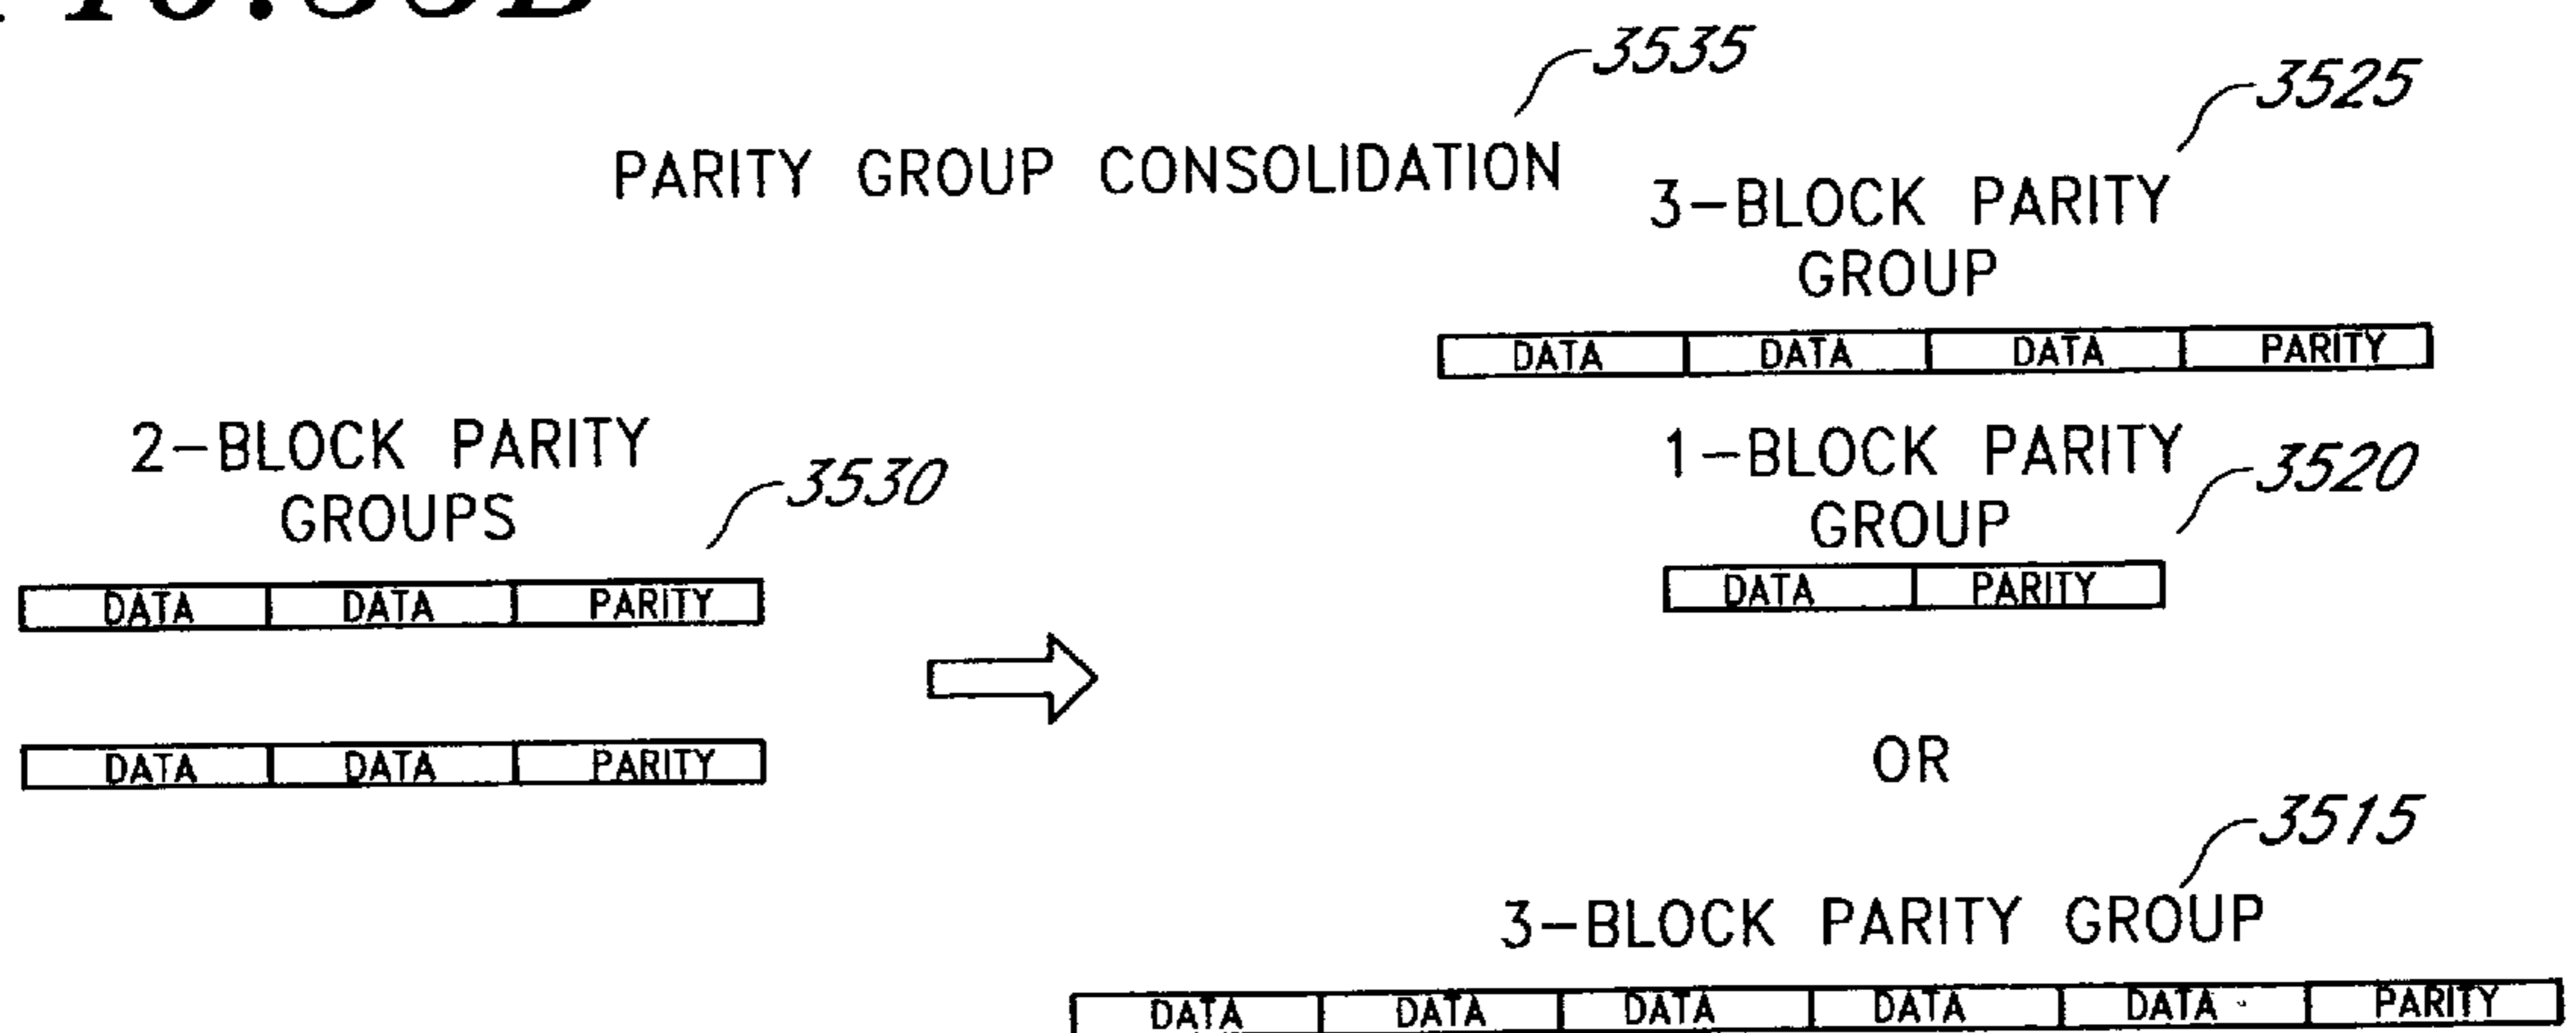 3535
3525
PARITY GROUP CONSOLIDATION
3-BLOCK PARITY
GROUP
DATA DATA DATA PARITY
2-BLOCK PARITY
GROUPS
3530
1-BLOCK PARITY
GROUP
3520
DATA DATA PARITY
DATA PARITY
DATA DATA PARITY
OR
3515
3-BLOCK PARITY GROUP
DATA DATA DATA DATA DATA PARITY